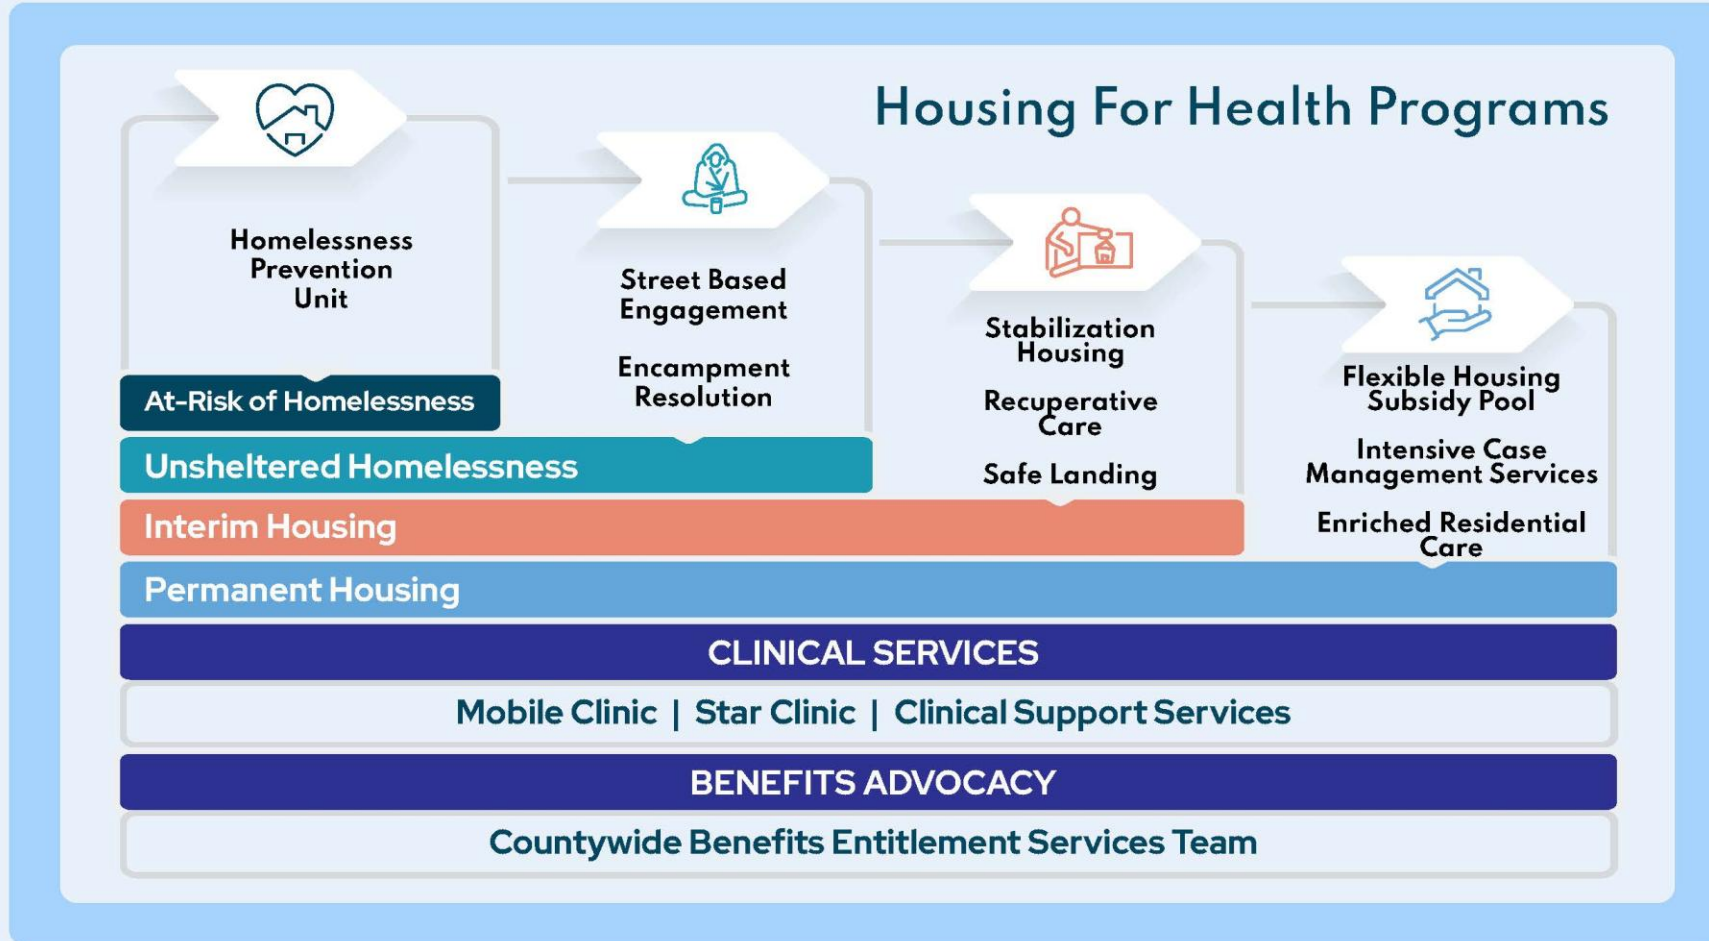 Housing For Health Programs
Homelessness
Prevention
Unit
At-Risk of Homelessness
Street Based
Engagement
Encampment
Resolution
Unsheltered Homelessness
Stabilization
Housing
Recuperative
Care
Safe Landing
Interim Housing
Flexible Housing
Subsidy Pool
Intensive Case
Management Services
Enriched Residential
Care
Permanent Housing
CLINICAL SERVICES
Mobile Clinic | Star Clinic | Clinical Support Services
BENEFITS ADVOCACY
Countywide Benefits Entitlement Services Team